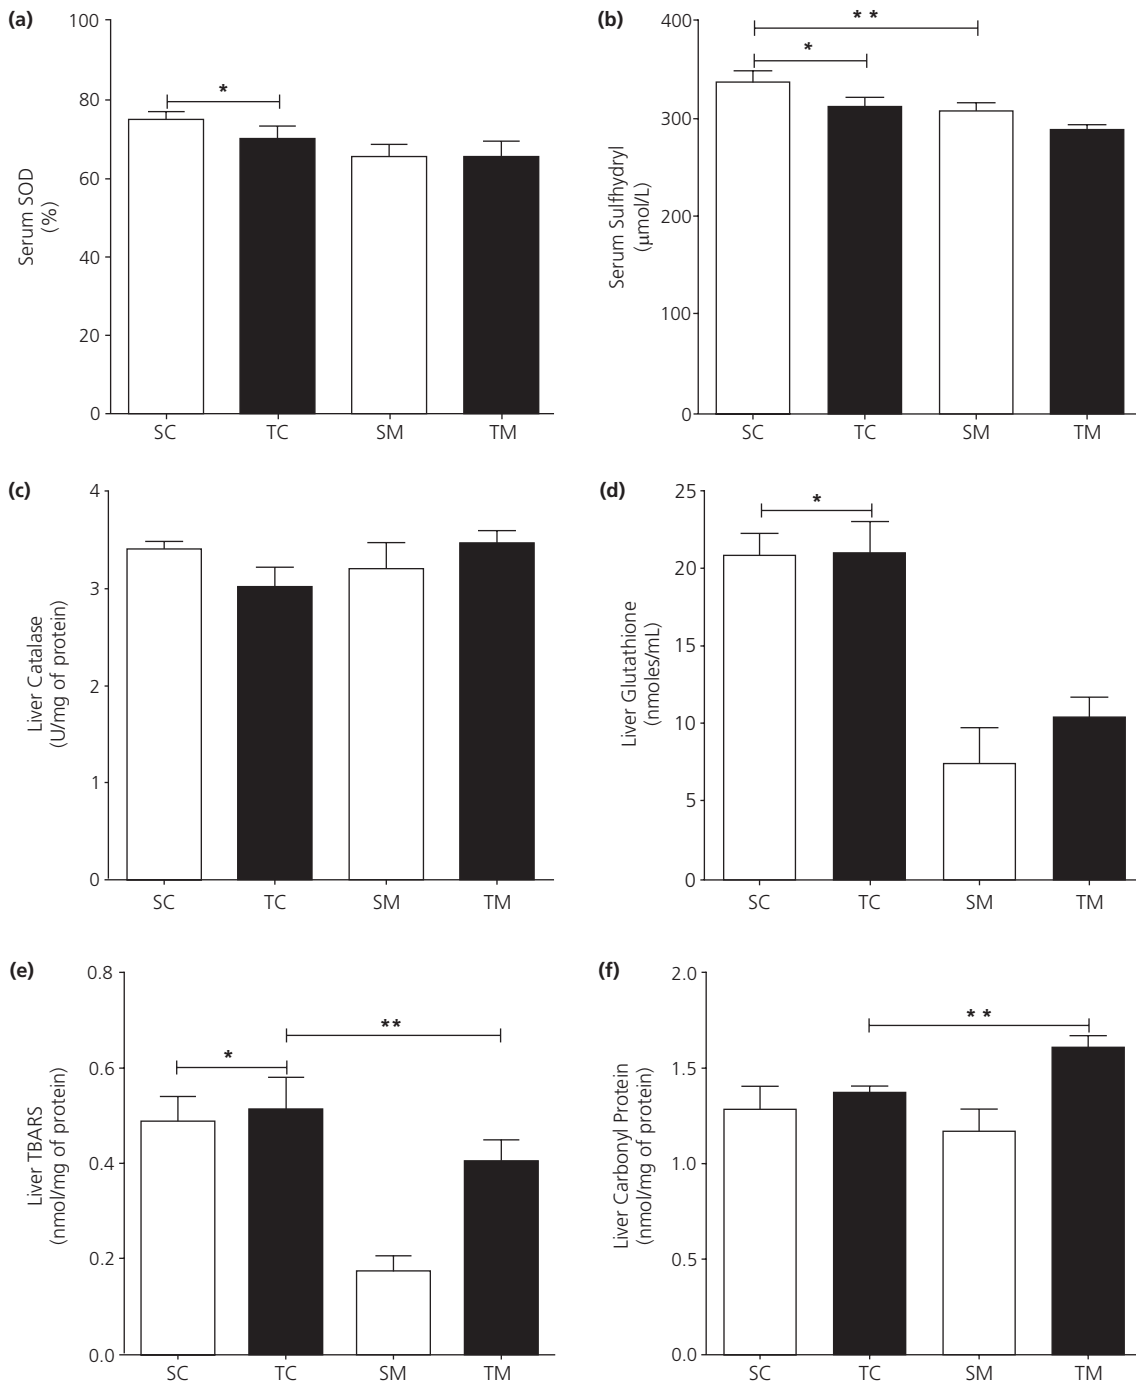 (a)
100
80
60
40
20
0
Serum SOD
(%)
*
SC TC SM TM
(b)
400
300
200
100
0
Serum Sulfhydryl
(µmol/L)
* *
*
SC TC SM TM
(c)
4
3
2
1
0
Liver Catalase
(U/mg of protein)
SC TC SM TM
(d)
25
20
15
10
5
0
Liver Glutathione
(nmoles/mL)
*
SC TC SM TM
(e)
0.8
0.6
0.4
0.2
0.0
Liver TBARS
(nmol/mg of protein)
**
*
SC TC SM TM
(f)
2.0
1.5
1.0
0.5
0.0
Liver Carbonyl Protein
(nmol/mg of protein)
* *
SC TC SM TM